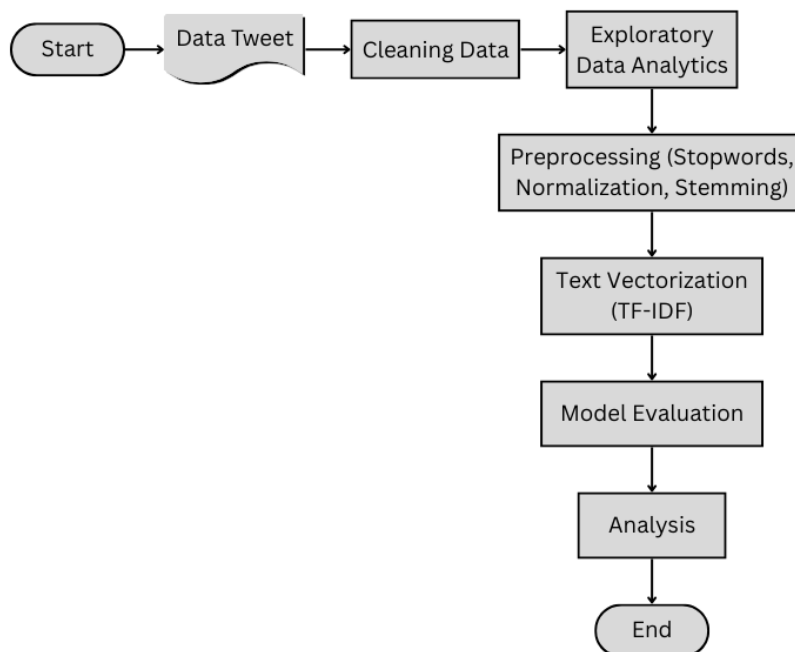 Start
Data Tweet
Cleaning Data
Exploratory
Data Analytics
Preprocessing (Stopwords,
Normalization, Stemming)
Text Vectorization
(TF-IDF)
Model Evaluation
Analysis
End